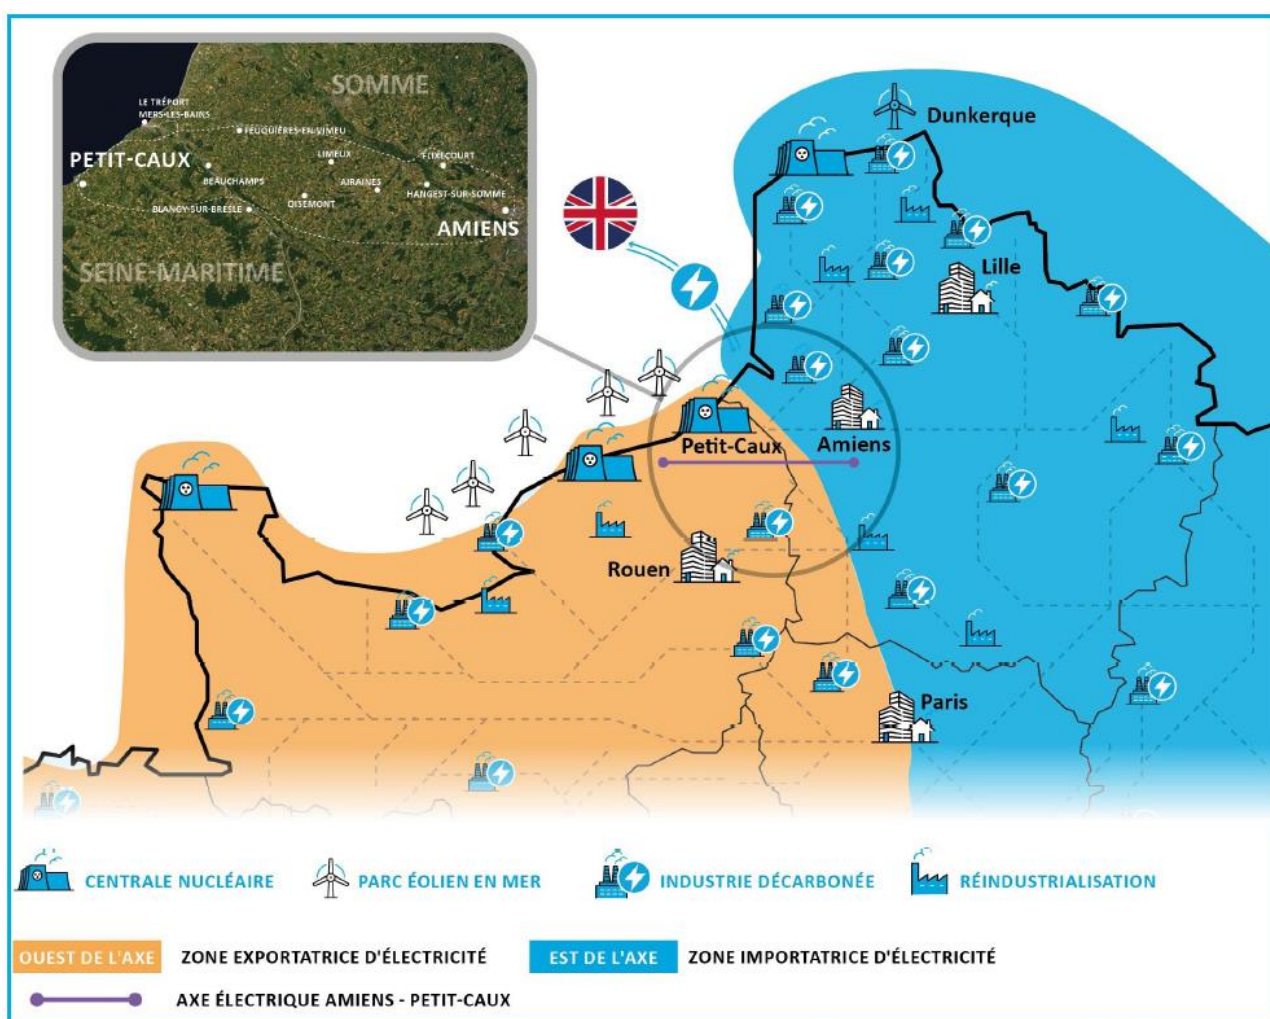 SOMME
LE TRÉPORT
MERS-LES-BAINS
FEUQUIÈRES-EN-VIMEU
PETIT-CAUX
LIMEUX
FLIXECOURT
BEAUCHAMPS
AIRAINES
HANGEST-SUR-SOMME
OISEMONT
BLANGY-SUR-BRESLE
AMIENS
SEINE-MARITIME
Dunkerque
Lille
Petit-Caux
Amiens
Rouen
Paris
CENTRALE NUCLÉAIRE
PARC ÉOLIEN EN MER
INDUSTRIE DÉCARBONÉE
RÉINDUSTRIALISATION
OUEST DE L'AXE
ZONE EXPORTATRICE D'ÉLECTRICITÉ
EST DE L'AXE
ZONE IMPORTATRICE D'ÉLECTRICITÉ
AXE ÉLECTRIQUE AMIENS - PETIT-CAUX